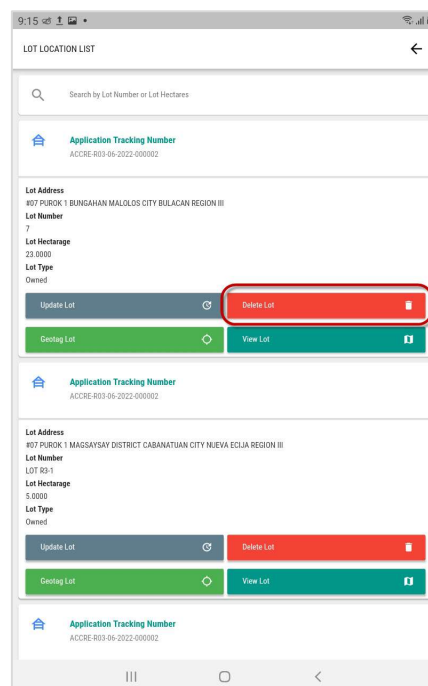 9:15
LOT LOCATION LIST
Search by Lot Number or Lot Hectares
Application Tracking Number
ACCRE-R03-06-2022-000002
Lot Address
#07 PUROK 1 BUNGAHAN MALOLOS CITY BULACAN REGION III
Lot Number
7
Lot Hectarage
23.0000
Lot Type
Owned
Update Lot
Delete Lot
Geotag Lot
View Lot
Application Tracking Number
ACCRE-R03-06-2022-000002
Lot Address
#07 PUROK 1 MAGSAYSAY DISTRICT CABANATUAN CITY NUEVA ECIJA REGION III
Lot Number
LOT R3-1
Lot Hectarage
5.0000
Lot Type
Owned
Update Lot
Delete Lot
Geotag Lot
View Lot
Application Tracking Number
ACCRE-R03-06-2022-000002